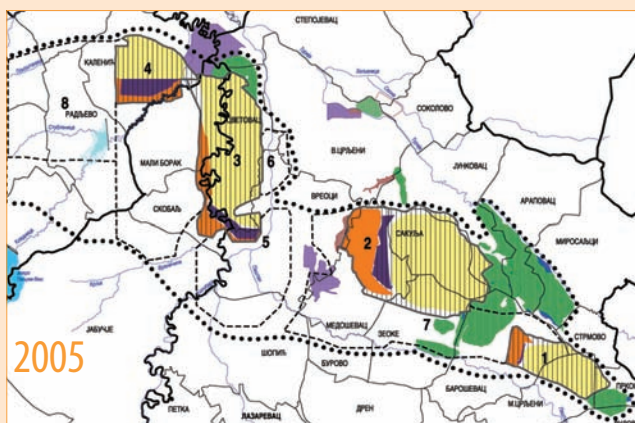 СТЕПОЈЕВАЦ
КАЛЕНИЋ
4
8
РАДЉЕВО
СОКОЛОВО
ЦВЕТОВАЦ
3
6
В.ЦРЉЕНИ
МАЛИ БОРАК
ЈУНКОВАЦ
СКОБАЉ
ВРЕОЦИ
АРАПОВАЦ
5
2
САКУЉА
МИРОСАЉЦИ
ЈАБУЧЈЕ
МЕДОШЕВАЦ
ЗЕОКЕ
7
СТРМОВО
1
2005
ШОПИЋ
БУРОВО
БАРОШЕВАЦ
М.ЦРЉЕНИ
ПЕТКА
ЛАЗАРЕВАЦ
ДРЕН